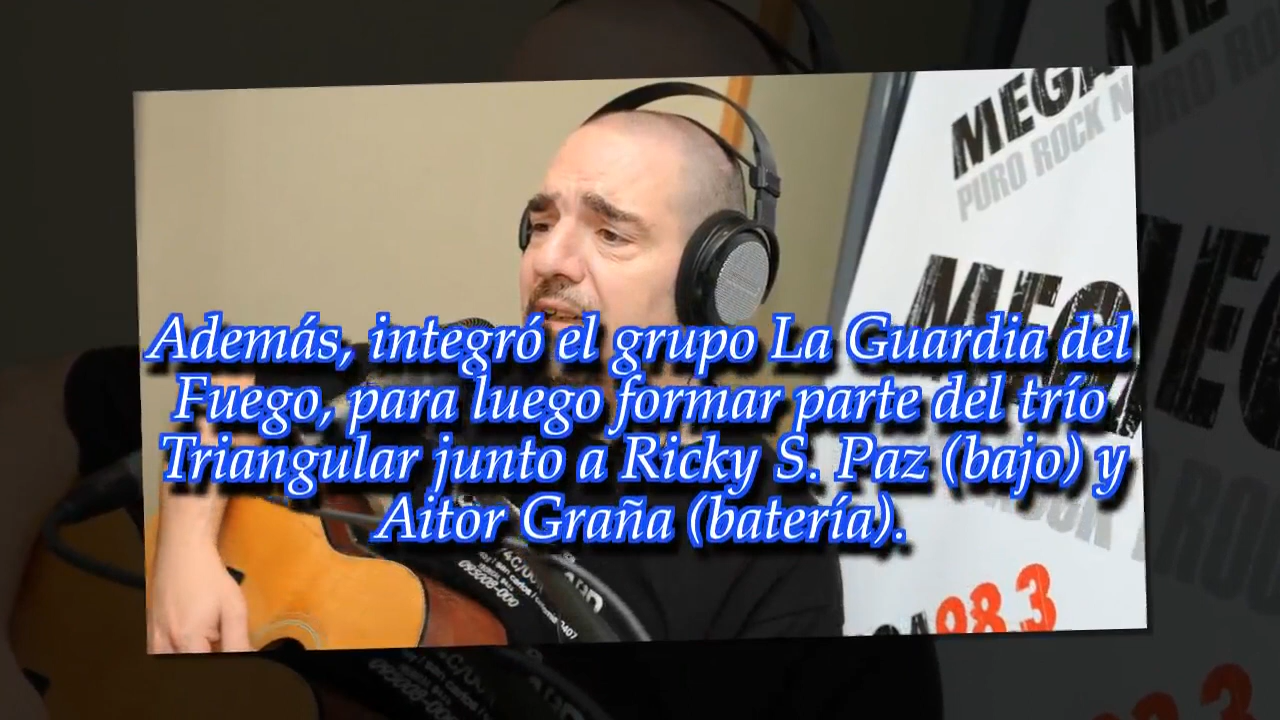 Además, integró el grupo La Guardia del
Fuego, para luego formar parte del trío
Triangular junto a Ricky S. Paz (bajo) y
Aitor Graña (batería).
PURO ROCK
98.3